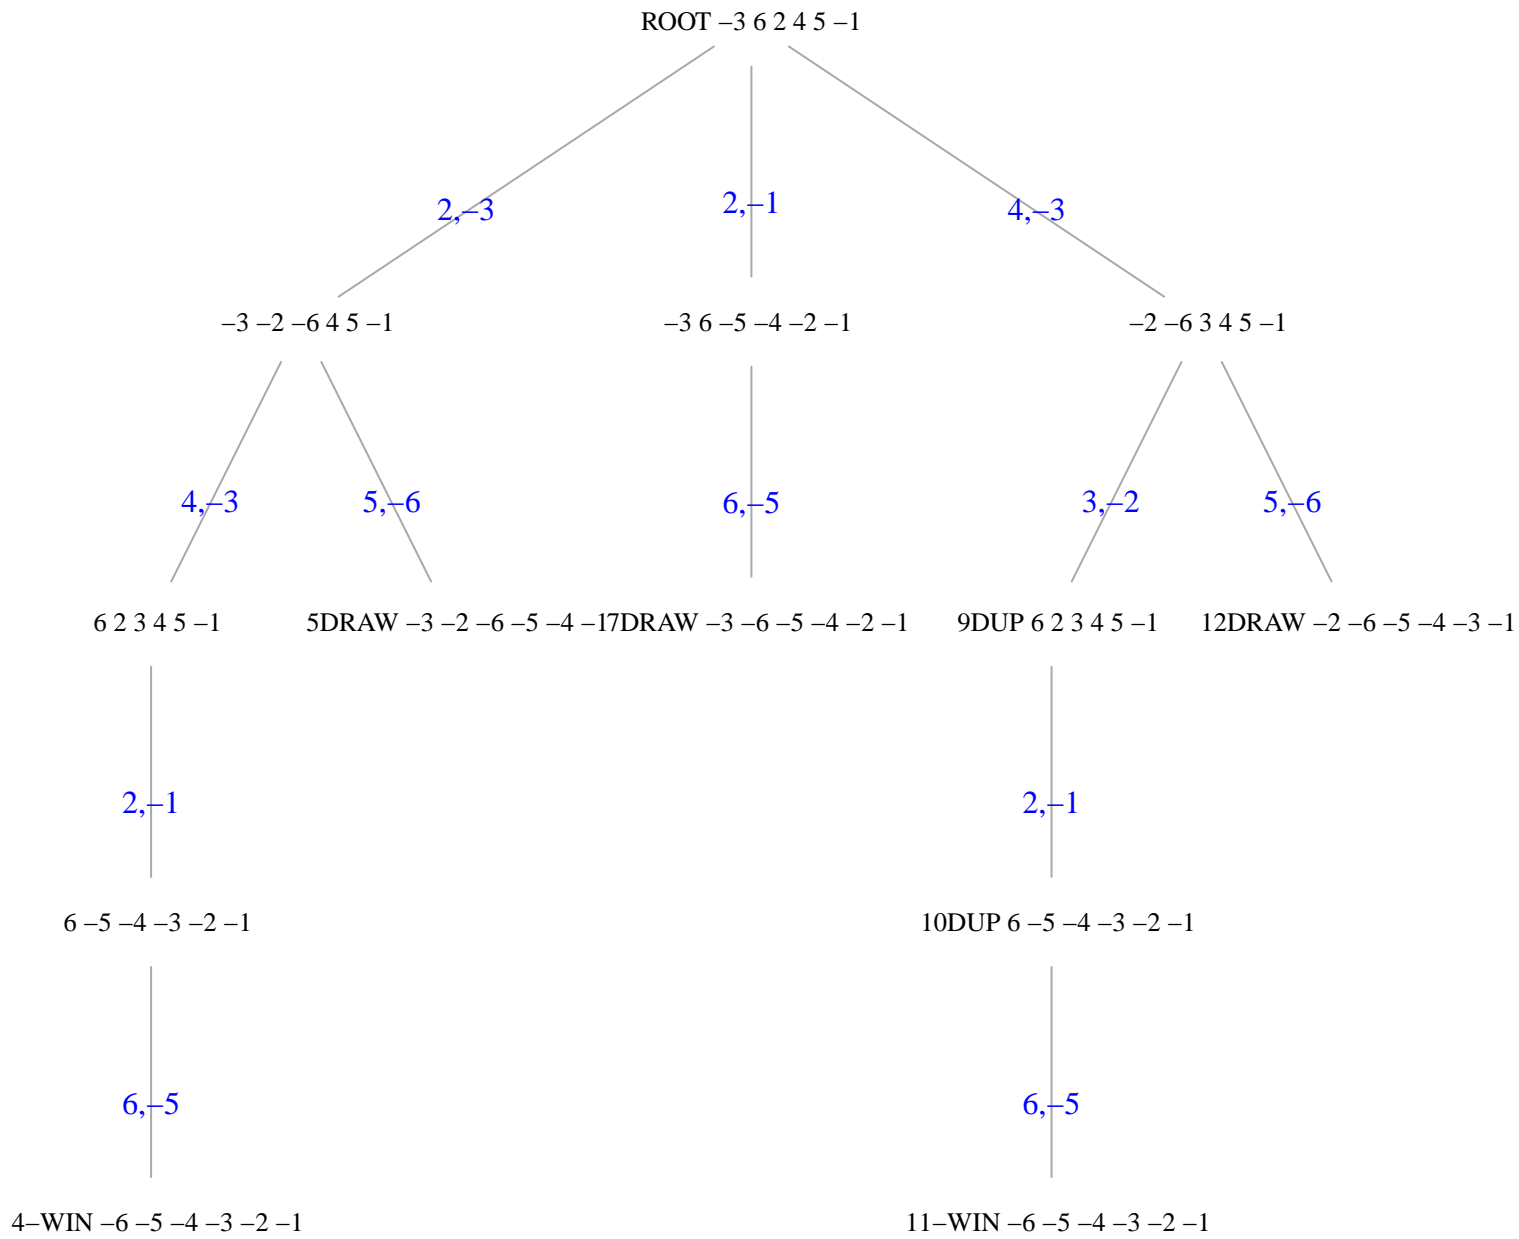 ROOT –3 6 2 4 5 –1
2,–3
2,–1
4,–3
–3 –2 –6 4 5 –1
–3 6 –5 –4 –2 –1
–2 –6 3 4 5 –1
4,–3
5,–6
6,–5
3,–2
5,–6
6 2 3 4 5 –1
5DRAW –3 –2 –6 –5 –4 –1
7DRAW –3 –6 –5 –4 –2 –1
9DUP 6 2 3 4 5 –1
12DRAW –2 –6 –5 –4 –3 –1
2,–1
2,–1
6 –5 –4 –3 –2 –1
10DUP 6 –5 –4 –3 –2 –1
6,–5
6,–5
4–WIN –6 –5 –4 –3 –2 –1
11–WIN –6 –5 –4 –3 –2 –1